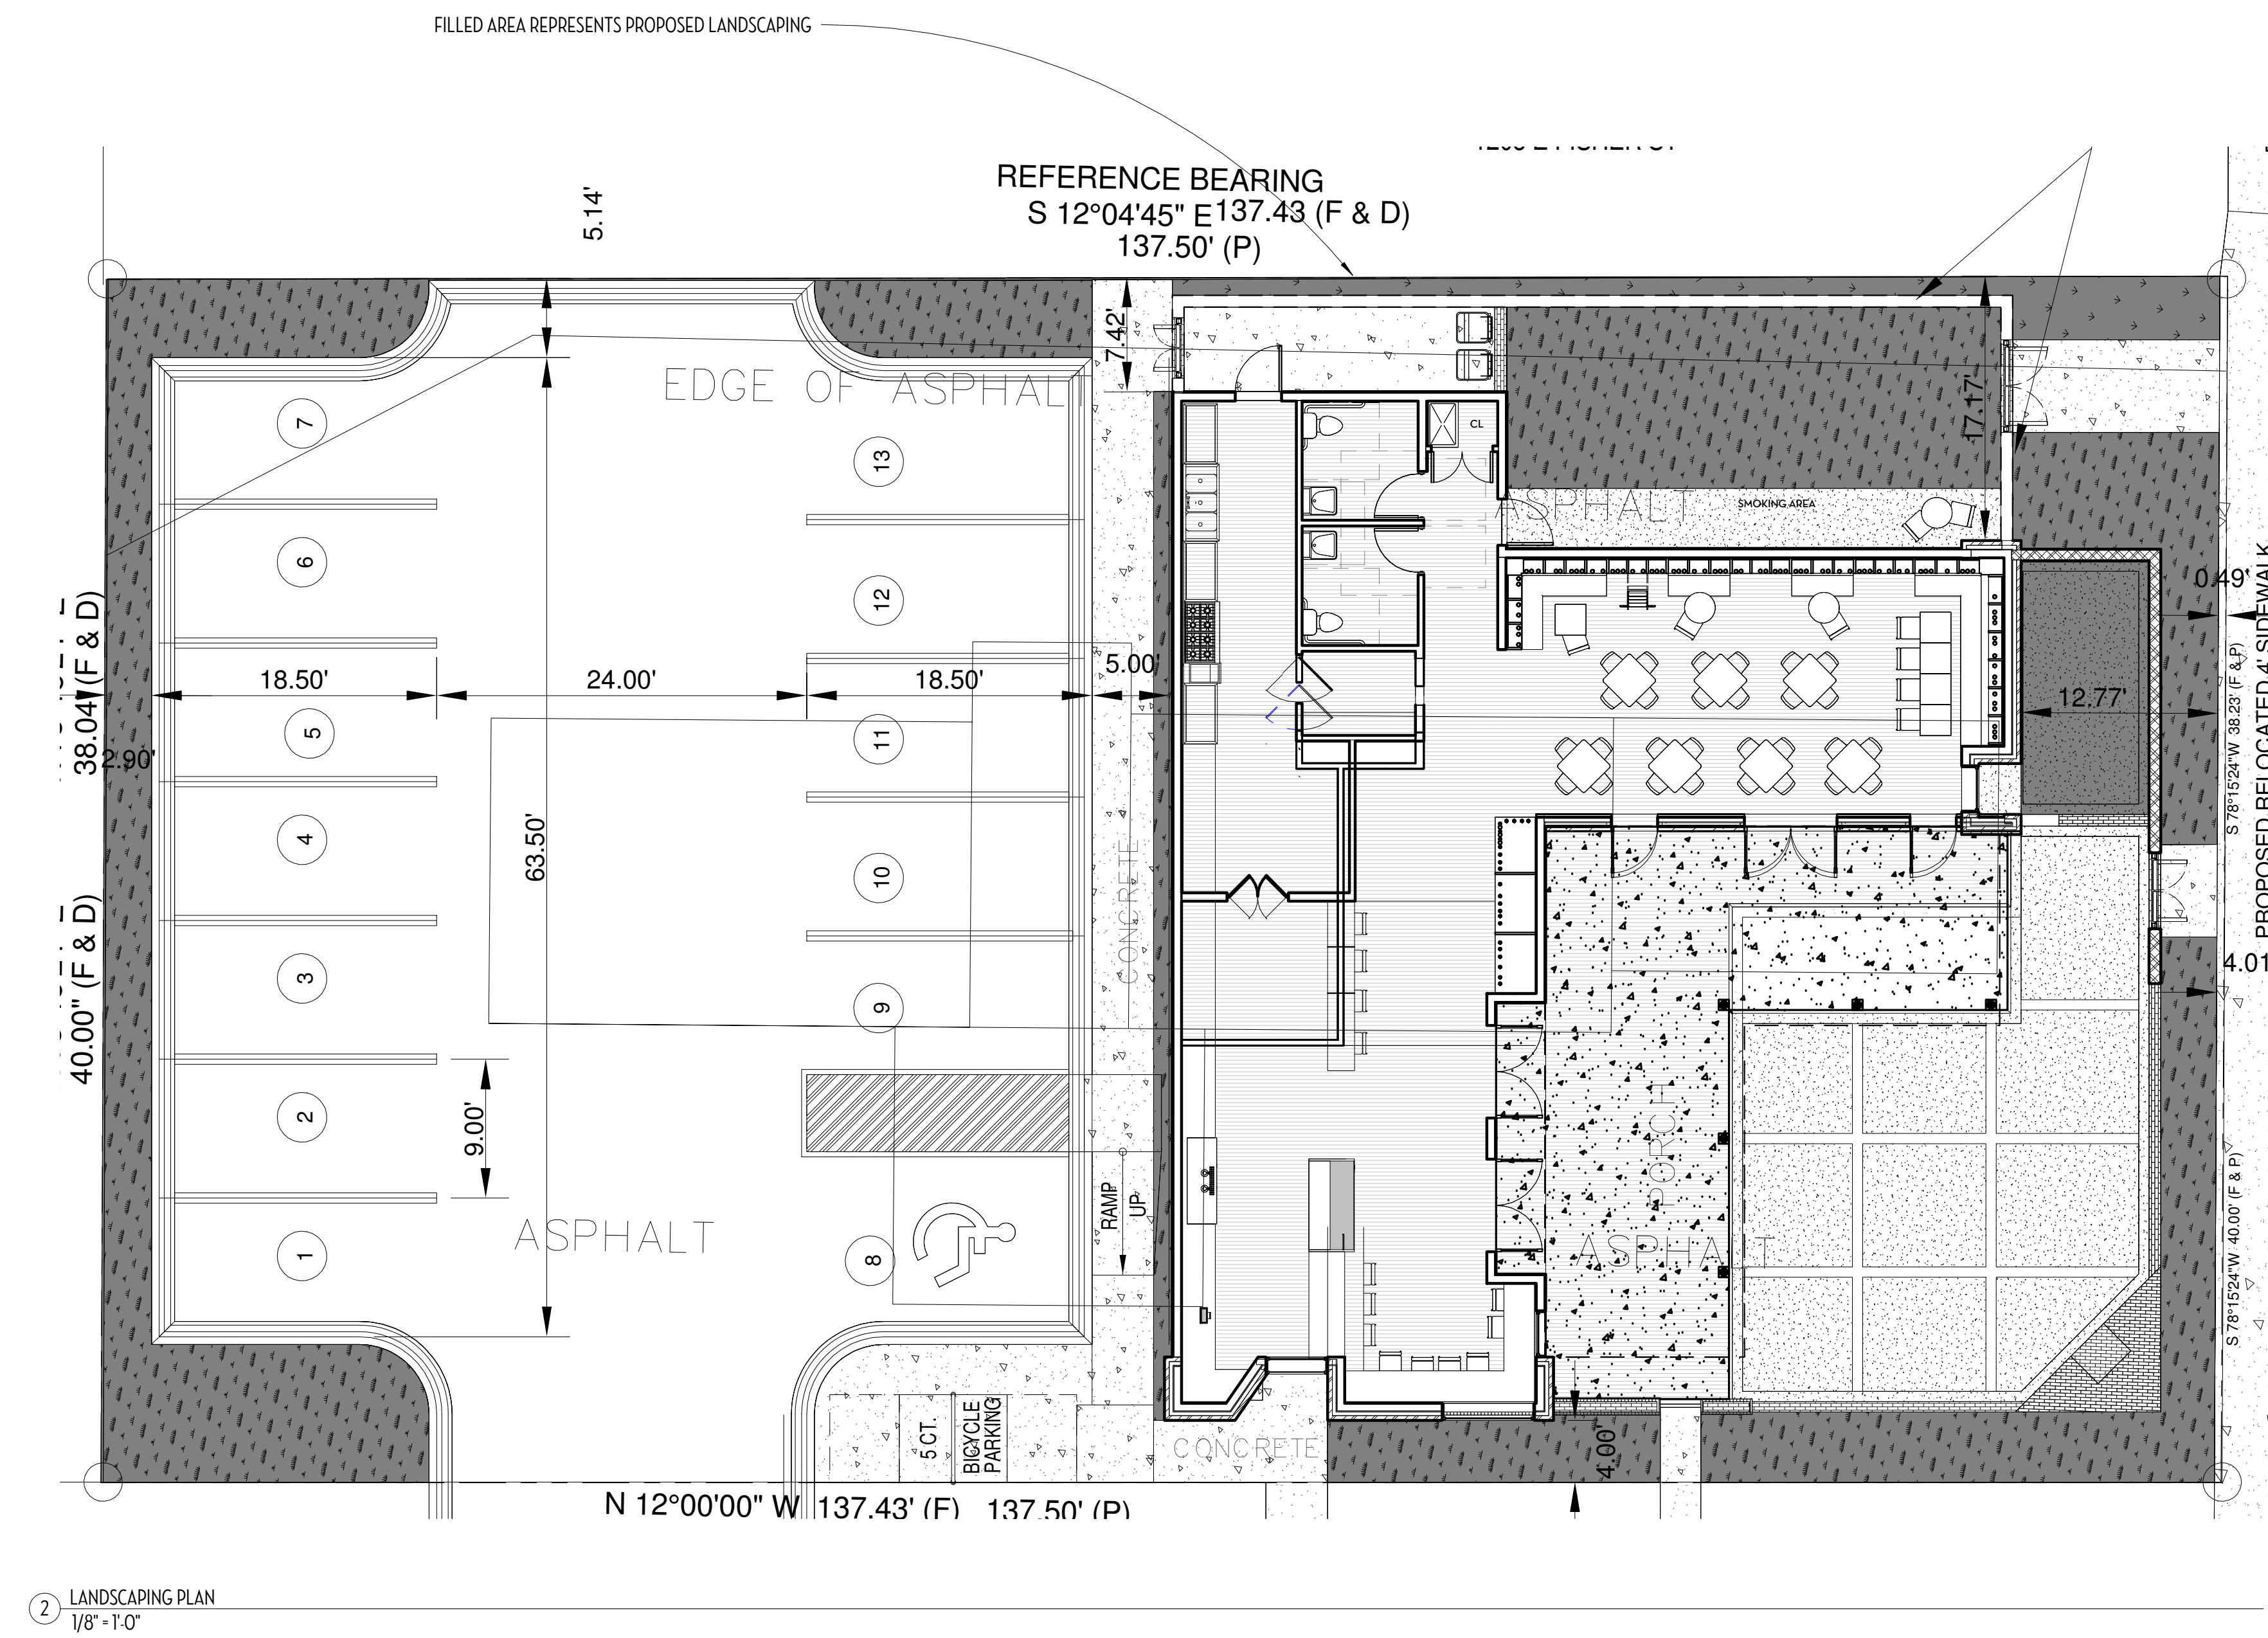 FILLED AREA REPRESENTS PROPOSED LANDSCAPING
REFERENCE BEARING
S 12°04'45" E 137.43 (F & D)
137.50' (P)
5.14'
7.42'
EDGE OF ASPHALT
17.17'
CL
ASPHALT
SMOKING AREA
7
6
5
4
3
2
1
13
12
11
10
9
8
38.04 (F & D)
2.90'
40.00" (F & D)
18.50'
24.00'
18.50'
5.00'
63.50'
9.00'
12.77'
0.49'
4.01
S 78°15'24"W 38.23' (F & P)
PROPOSED RELOCATED 4' SIDEWALK
S 78°15'24"W 40.00' (F & P)
CONCRETE
RAMP
UP
PORCH
ASPHALT
ASPHALT
5 CT.
BICYCLE
PARKING
CONCRETE
4.00'
N 12°00'00" W 137.43' (F) 137.50' (P)
2
LANDSCAPING PLAN
1/8" = 1'-0"